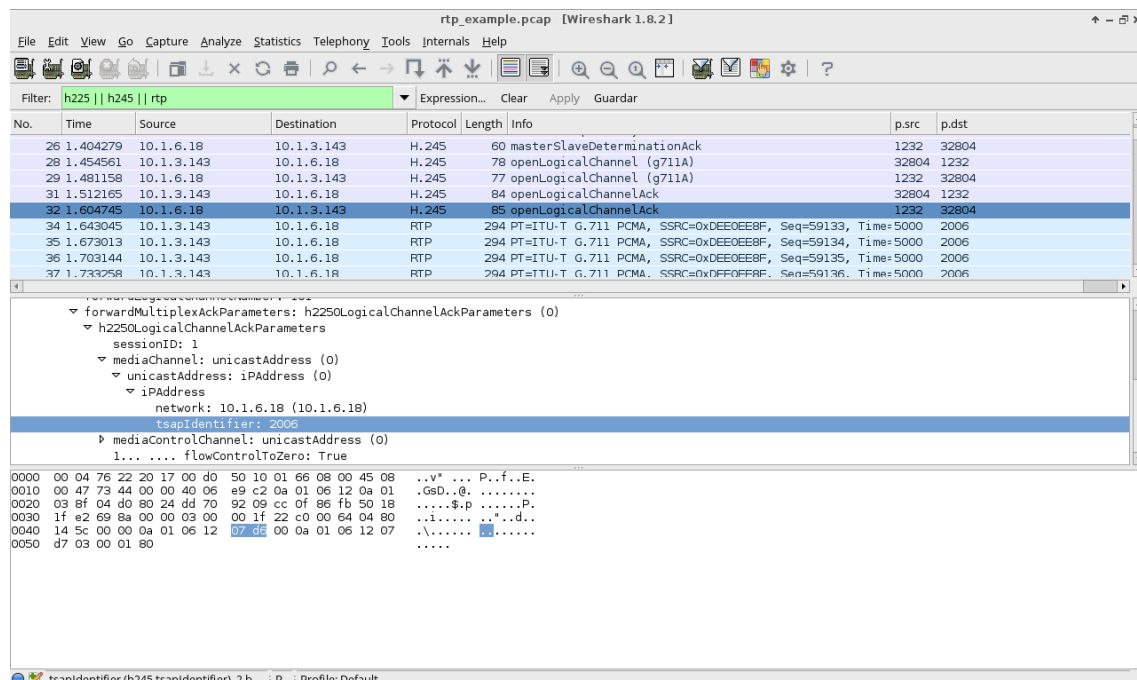 rtp_example.pcap [Wireshark 1.8.2]
File Edit View Go Capture Analyze Statistics Telephony Tools Internals Help
Filter: h225 || h245 || rtp Expression... Clear Apply Guardar
No. Time Source Destination Protocol Length Info p.src p.dst
26 1.404279 10.1.6.18 10.1.3.143 H.245 60 masterSlaveDeterminationAck 1232 32804
28 1.454561 10.1.3.143 10.1.6.18 H.245 78 openLogicalChannel (g711A) 32804 1232
29 1.481158 10.1.6.18 10.1.3.143 H.245 77 openLogicalChannel (g711A) 1232 32804
31 1.512165 10.1.3.143 10.1.6.18 H.245 84 openLogicalChannelAck 32804 1232
32 1.604745 10.1.6.18 10.1.3.143 H.245 85 openLogicalChannelAck 1232 32804
34 1.643045 10.1.3.143 10.1.6.18 RTP 294 PT=ITU-T G.711 PCMA, SSRC=0xDEE0EE8F, Seq=59133, Time= 5000 2006
35 1.673013 10.1.3.143 10.1.6.18 RTP 294 PT=ITU-T G.711 PCMA, SSRC=0xDEE0EE8F, Seq=59134, Time= 5000 2006
36 1.703144 10.1.3.143 10.1.6.18 RTP 294 PT=ITU-T G.711 PCMA, SSRC=0xDEE0EE8F, Seq=59135, Time= 5000 2006
37 1.733258 10.1.3.143 10.1.6.18 RTP 294 PT=ITU-T G.711 PCMA, SSRC=0xDEE0EE8F, Seq=59136, Time= 5000 2006
forwardMultiplexAckParameters: h2250LogicalChannelAckParameters (0)
h2250LogicalChannelAckParameters
sessionID: 1
mediaChannel: unicastAddress (0)
unicastAddress: iPAddress (0)
iPAddress
network: 10.1.6.18 (10.1.6.18)
tsapIdentifier: 2006
mediaControlChannel: unicastAddress (0)
1... .... flowControlToZero: True
0000 00 04 76 22 20 17 00 d0 50 10 01 66 08 00 45 08 ..v" ... P..f..E.
0010 00 47 73 44 00 00 40 06 e9 c2 0a 01 06 12 0a 01 .GsD..@. ........
0020 03 8f 04 d0 80 24 dd 70 92 09 cc 0f 86 fb 50 18 .....$.p ......P.
0030 1f e2 69 8a 00 00 03 00 00 1f 22 c0 00 64 04 80 ..i..... .."..d..
0040 14 5c 00 00 0a 01 06 12 07 d6 00 0a 01 06 12 07 .\...... ........
0050 d7 03 00 01 80 .....
tsapIdentifier (h245.tsapIdentifier), 2 b... P... Profile: Default